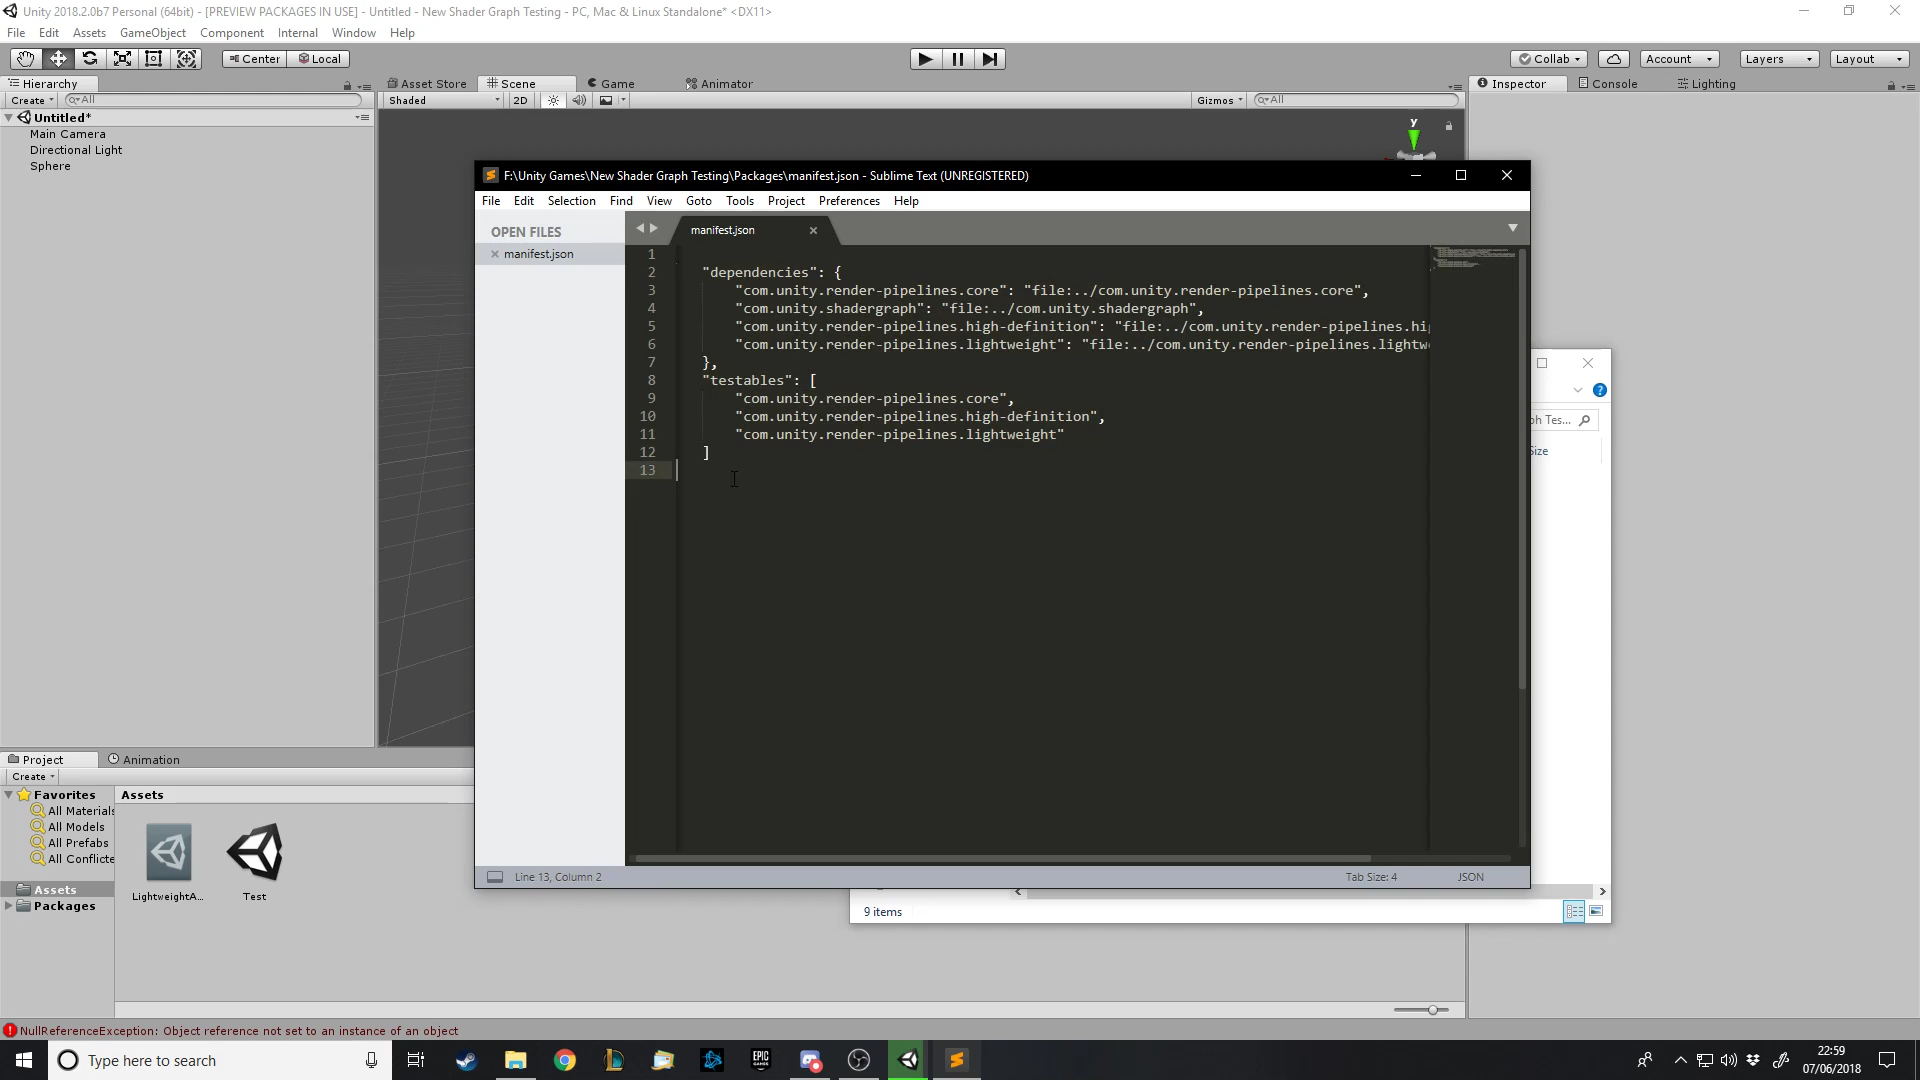 Unity 2018.2.0b7 Personal (64bit) - [PREVIEW PACKAGES IN USE] - Untitled - New Shader Graph Testing - PC, Mac & Linux Standalone* <DX11>
File Edit Assets GameObject Component Internal Window Help
Center Local Collab Account Layers Layout
Hierarchy Asset Store Scene Game Animator Inspector Console Lighting
Create All Shaded 2D Gizmos All
Untitled*
Main Camera
Directional Light
Sphere
y
F:\Unity Games\New Shader Graph Testing\Packages\manifest.json - Sublime Text (UNREGISTERED)
File Edit Selection Find View Goto Tools Project Preferences Help
OPEN FILES
manifest.json
manifest.json
1
2 "dependencies": {
3 "com.unity.render-pipelines.core": "file:../com.unity.render-pipelines.core",
4 "com.unity.shadergraph": "file:../com.unity.shadergraph",
5 "com.unity.render-pipelines.high-definition": "file:../com.unity.render-pipelines.hi
6 "com.unity.render-pipelines.lightweight": "file:../com.unity.render-pipelines.lightw
7 },
8 "testables": [
9 "com.unity.render-pipelines.core",
10 "com.unity.render-pipelines.high-definition",
11 "com.unity.render-pipelines.lightweight"
12 ]
13
Line 13, Column 2 Tab Size: 4 JSON
ph Tes...
Size
9 items
Project Animation
Create
Favorites
All Materials
All Models
All Prefabs
All Conflicte
Assets
Packages
Assets
LightweightA...
Test
NullReferenceException: Object reference not set to an instance of an object
Type here to search
EPIC GAMES
22:59
07/06/2018